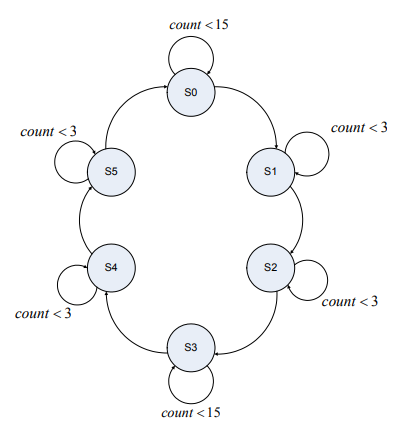 count < 15
S0
count < 3
count < 3
S5
S1
S4
S2
count < 3
count < 3
S3
count < 15